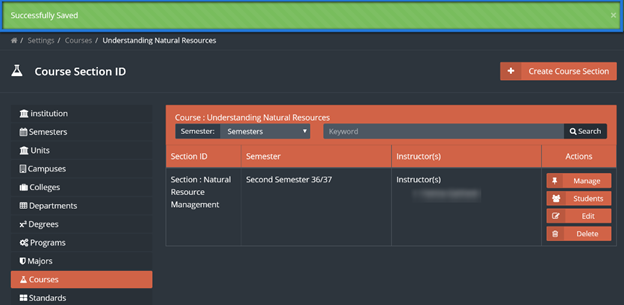 Successfully Saved ×
/ Settings / Courses / Understanding Natural Resources
Course Section ID
+ Create Course Section
institution
Semesters
Units
Campuses
Colleges
Departments
x² Degrees
Programs
Majors
Courses
Standards
Course : Understanding Natural Resources
Semester: Semesters Keyword Search
Section ID Semester Instructor(s) Actions
Section : Natural Second Semester 36/37 Instructor(s) Manage
Resource
Management
Students
Edit
Delete